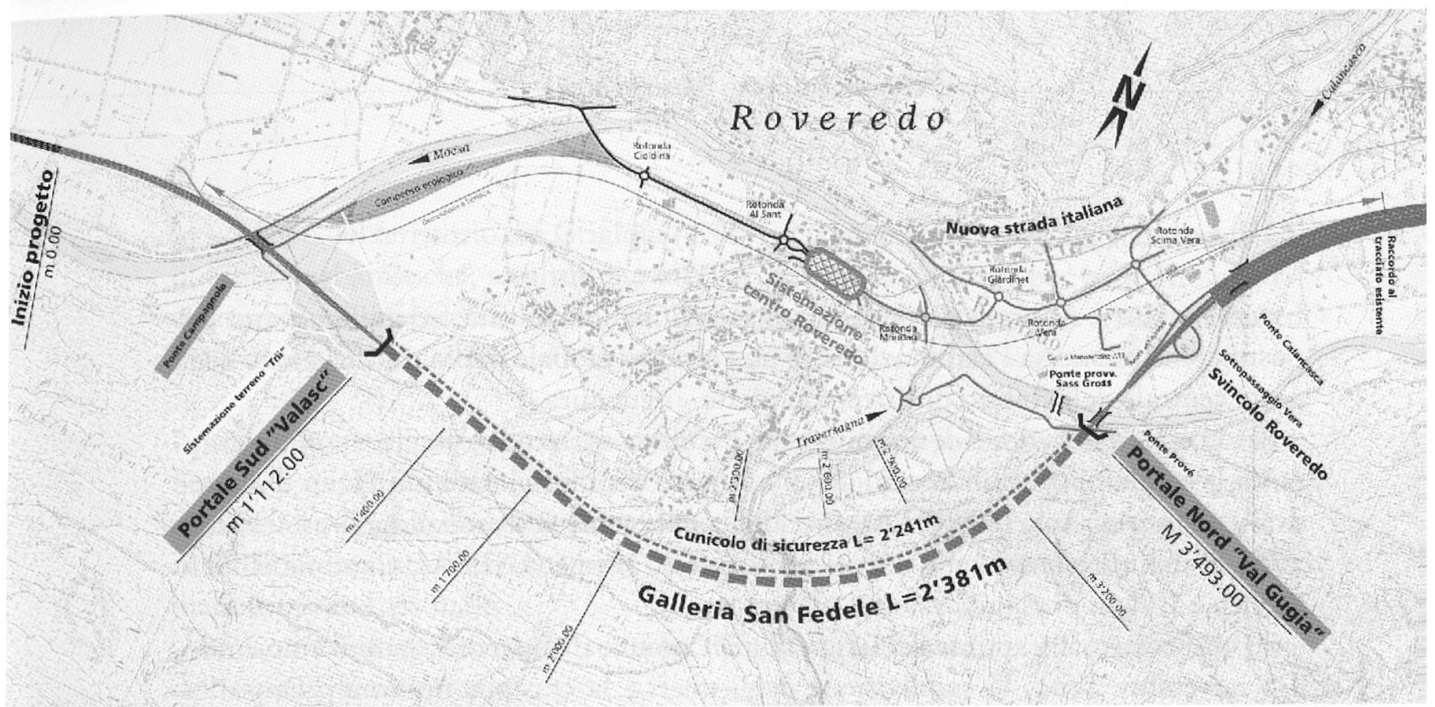 Roveredo
N
Calancasca
Moesa
Compenso ecologico
Rotonda
Cioldina
Rotonda
Al Sant
Nuova strada italiana
Rotonda
Scima Vera
Rotonda
Giardinet
Rotonda
Vera
Rotonda
Sistemazione
centro Roveredo
Inizio progetto
m 0.00
Ponte Campagnola
Sistemazione terreno "Trii"
Portale Sud "Valasc"
m 1'112.00
Raccordo al
tracciato esistente
Ponte Calancasca
Sottopassaggio Vera
Svincolo Roveredo
Ponte provv.
Sass Gross
Ponte Provè
Portale Nord "Val Gugia"
M 3'493.00
Traversagna
m 1'400.00
m 1'700.00
m 2'000.00
m 2'300.00
m 2'600.00
m 2'900.00
m 3'200.00
Cunicolo di sicurezza L= 2'241m
Galleria San Fedele L=2'381m